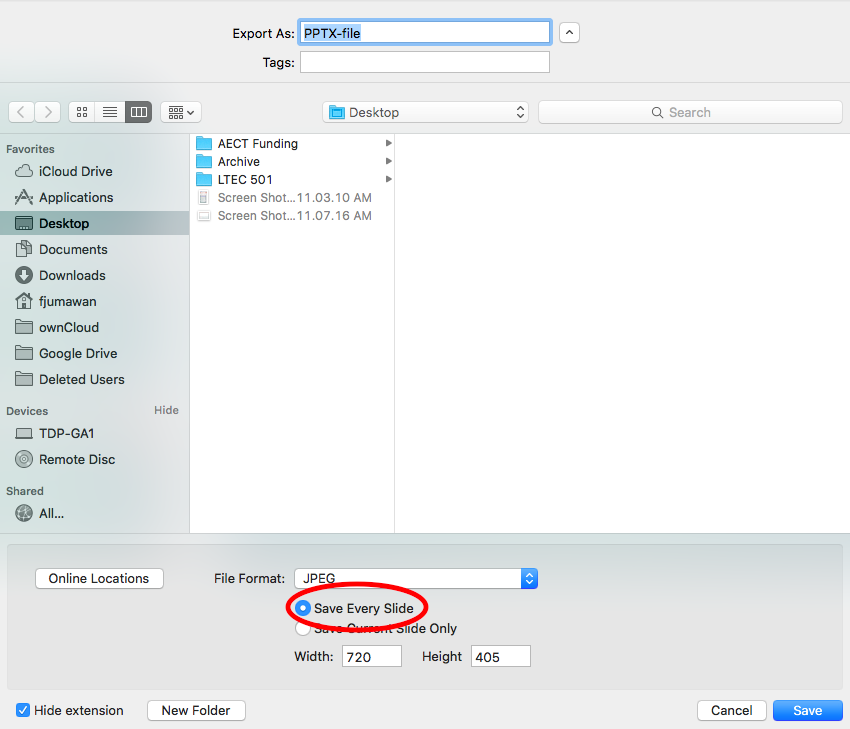 Export As: PPTX-file
Tags:
Desktop
Search
Favorites
iCloud Drive
Applications
Desktop
Documents
Downloads
fjumawan
ownCloud
Google Drive
Deleted Users
Devices Hide
TDP-GA1
Remote Disc
Shared
All...
AECT Funding
Archive
LTEC 501
Screen Shot...11.03.10 AM
Screen Shot...11.07.16 AM
Online Locations
File Format: JPEG
Save Every Slide
Save Current Slide Only
Width: 720 Height 405
Hide extension New Folder Cancel Save